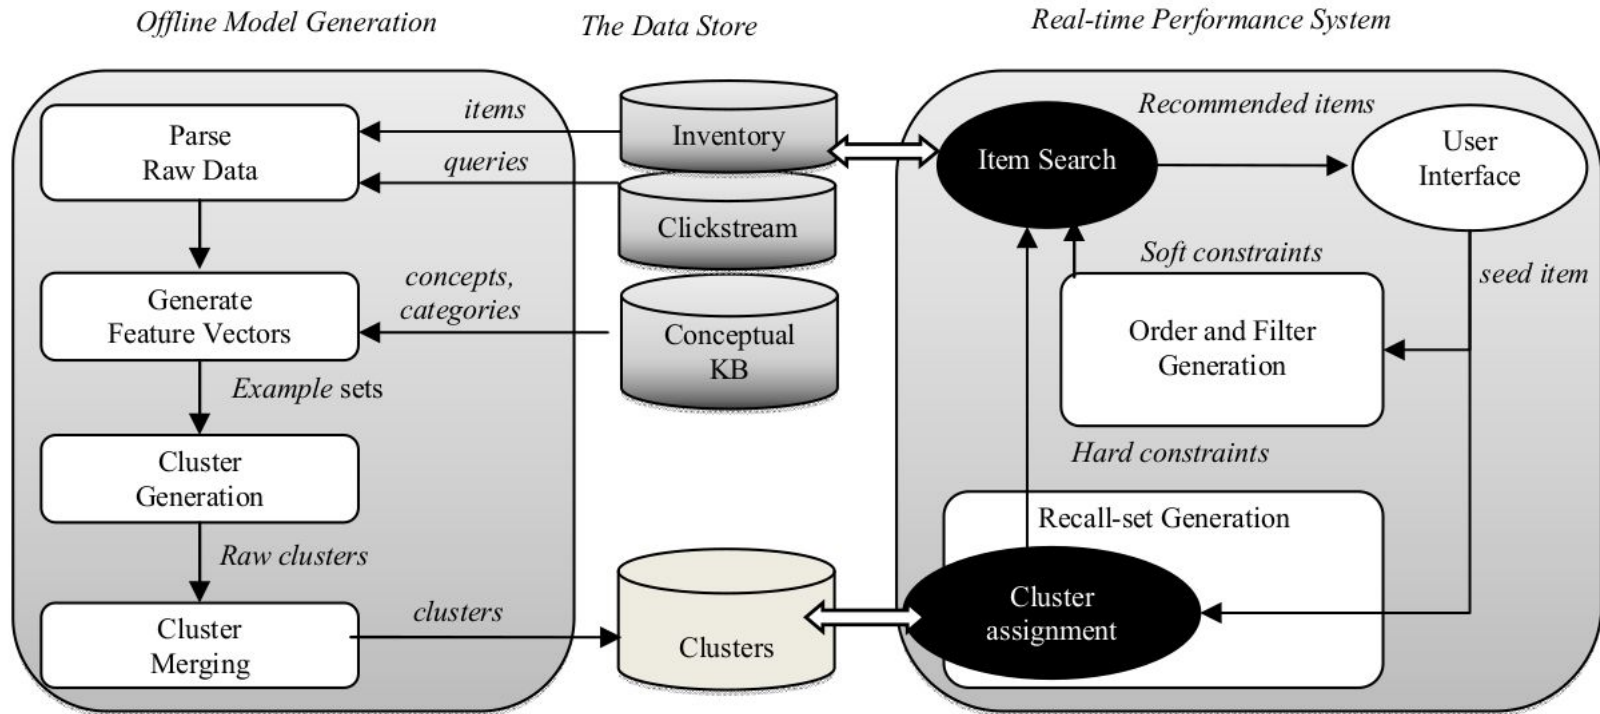 Offline Model Generation
The Data Store
Real-time Performance System
Parse
Raw Data
items
queries
Generate
Feature Vectors
concepts,
categories
Example sets
Cluster
Generation
Raw clusters
Cluster
Merging
clusters
Inventory
Clickstream
Conceptual
KB
Clusters
Item Search
Recommended items
User
Interface
Soft constraints
seed item
Order and Filter
Generation
Hard constraints
Recall-set Generation
Cluster
assignment